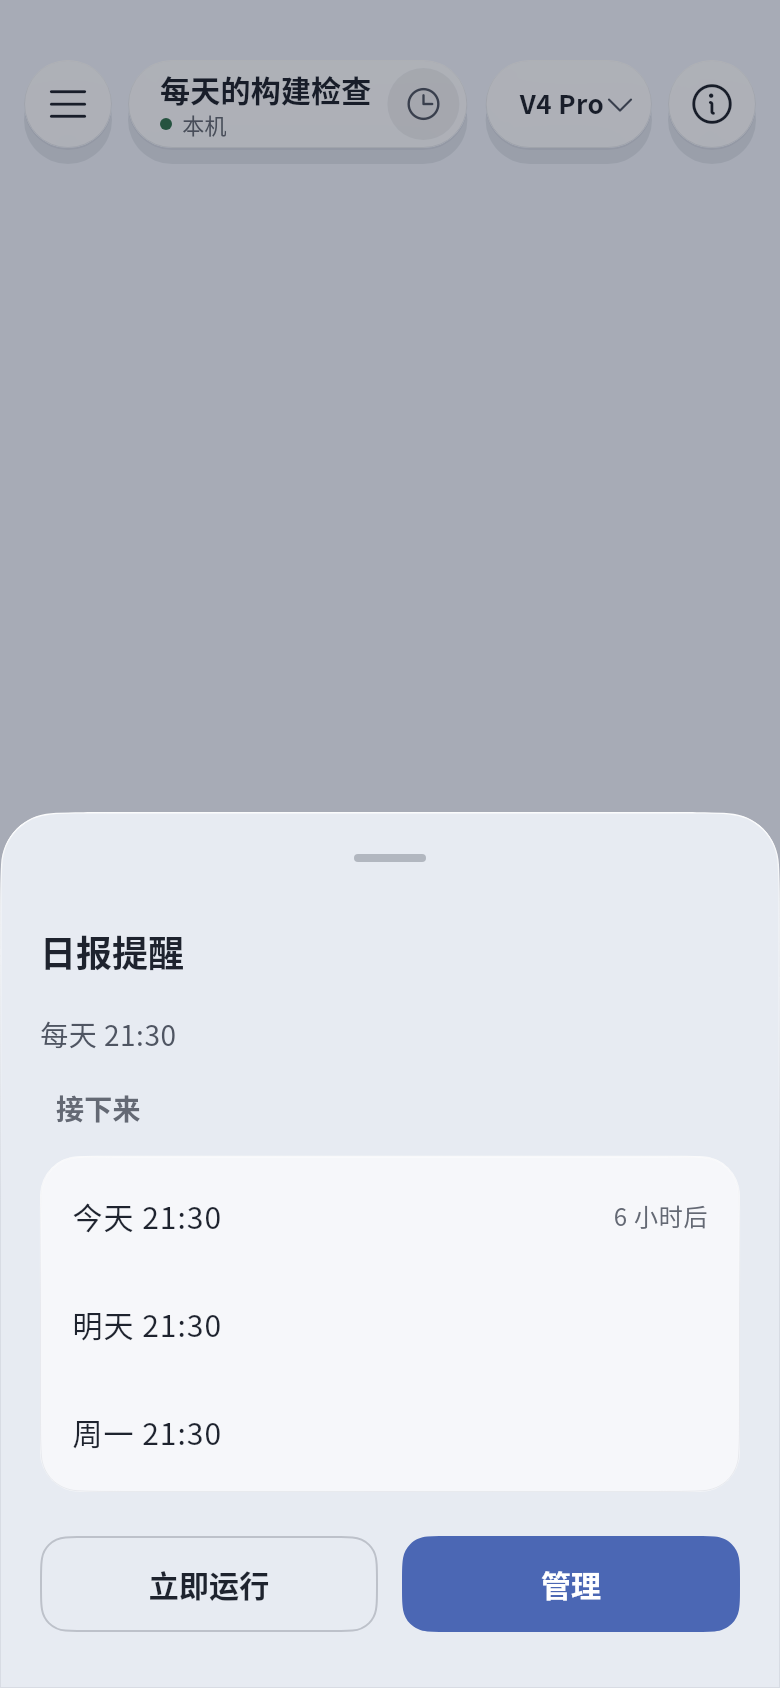 每天的构建检查
本机
V4 Pro
日报提醒
每天 21:30
接下来
今天 21:30
6 小时后
明天 21:30
周一 21:30
立即运行
管理